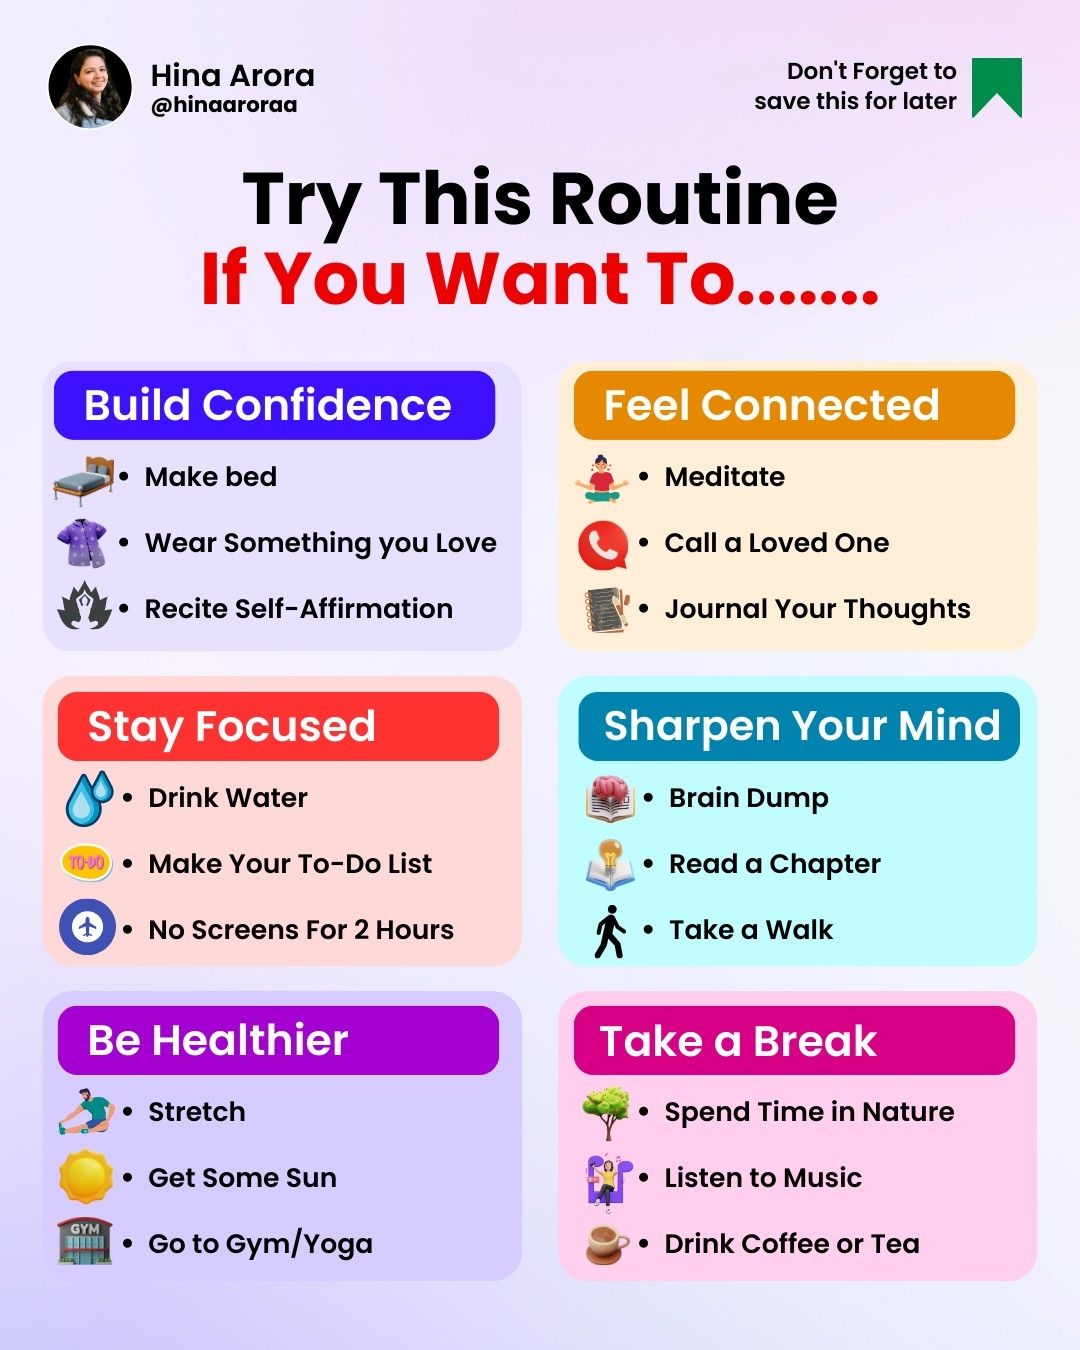 Hina Arora
@hinaaroraa
Don't Forget to
save this for later
Try This Routine
If You Want To.......
Build Confidence
• Make bed
• Wear Something you Love
• Recite Self-Affirmation
Feel Connected
• Meditate
• Call a Loved One
• Journal Your Thoughts
Stay Focused
• Drink Water
TO-DO
• Make Your To-Do List
• No Screens For 2 Hours
Sharpen Your Mind
• Brain Dump
• Read a Chapter
• Take a Walk
Be Healthier
• Stretch
• Get Some Sun
GYM
• Go to Gym/Yoga
Take a Break
• Spend Time in Nature
• Listen to Music
• Drink Coffee or Tea